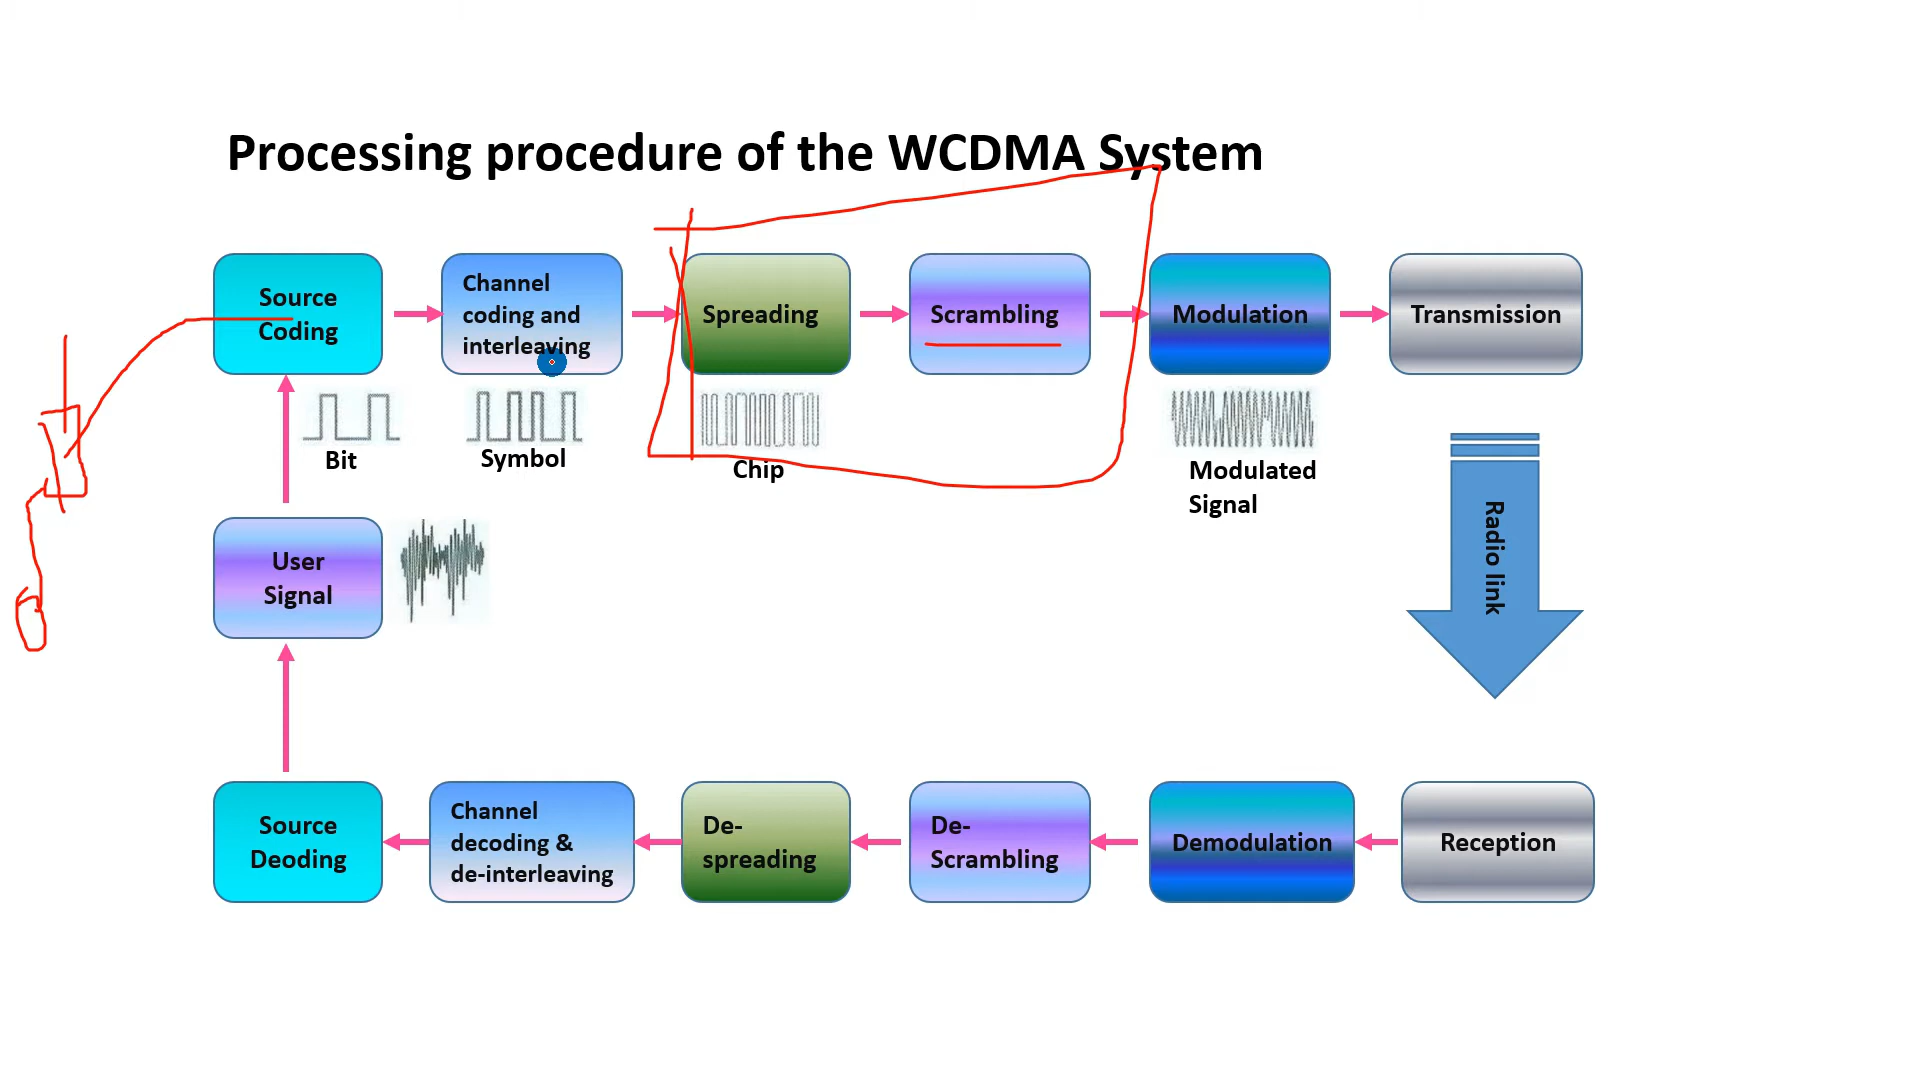 Processing procedure of the WCDMA System
Source
Coding
Channel
coding and
interleaving
Spreading
Scrambling
Modulation
Transmission
Bit
Symbol
Chip
Modulated
Signal
User
Signal
Radio link
Source
Deoding
Channel
decoding &
de-interleaving
De-
spreading
De-
Scrambling
Demodulation
Reception